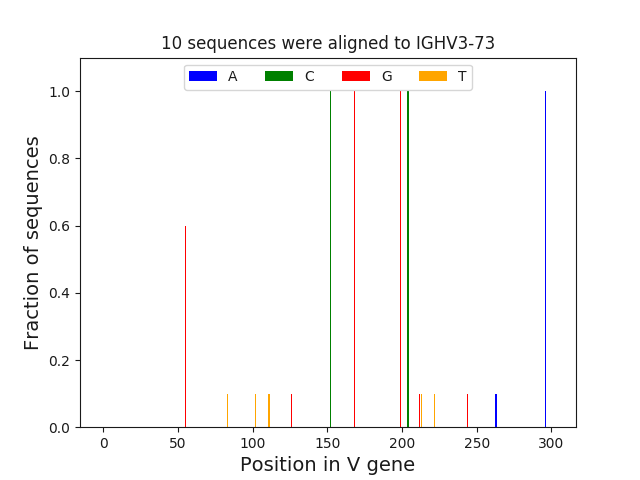 10 sequences were aligned to IGHV3-73
A C G T
1.0
0.8
0.6
0.4
0.2
0.0
Fraction of sequences
0 50 100 150 200 250 300
Position in V gene